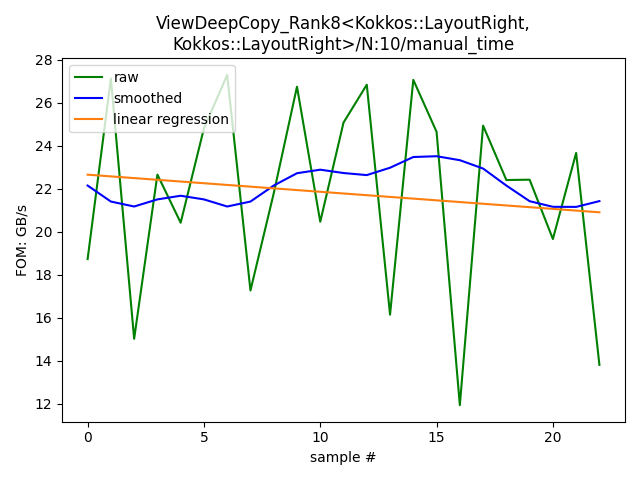 ViewDeepCopy_Rank8<Kokkos::LayoutRight,
Kokkos::LayoutRight>/N:10/manual_time
raw
smoothed
linear regression
FOM: GB/s
28
26
24
22
20
18
16
14
12
0
5
10
15
20
sample #